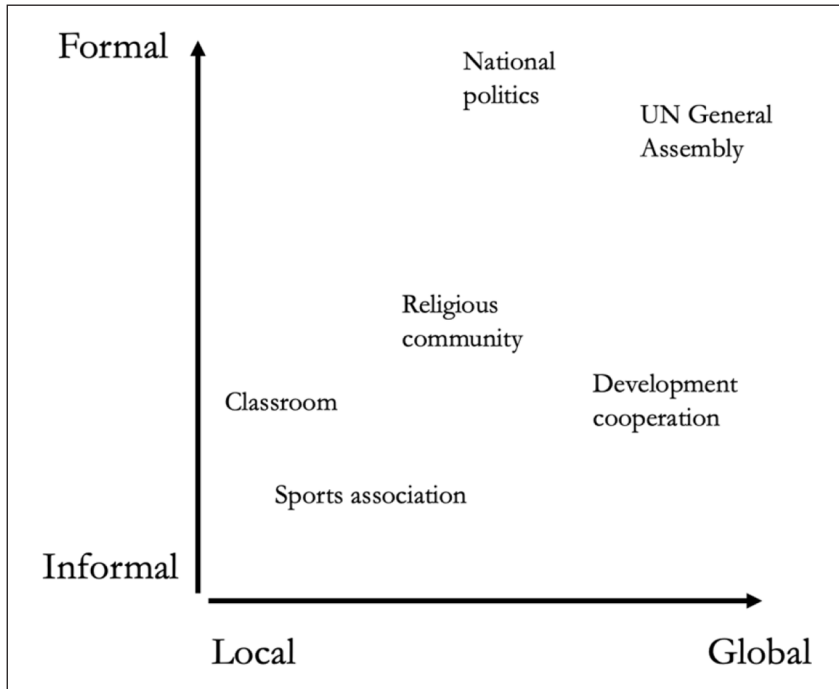 Formal
National
politics
UN General
Assembly
Religious
community
Development
cooperation
Classroom
Sports association
Informal
Local
Global